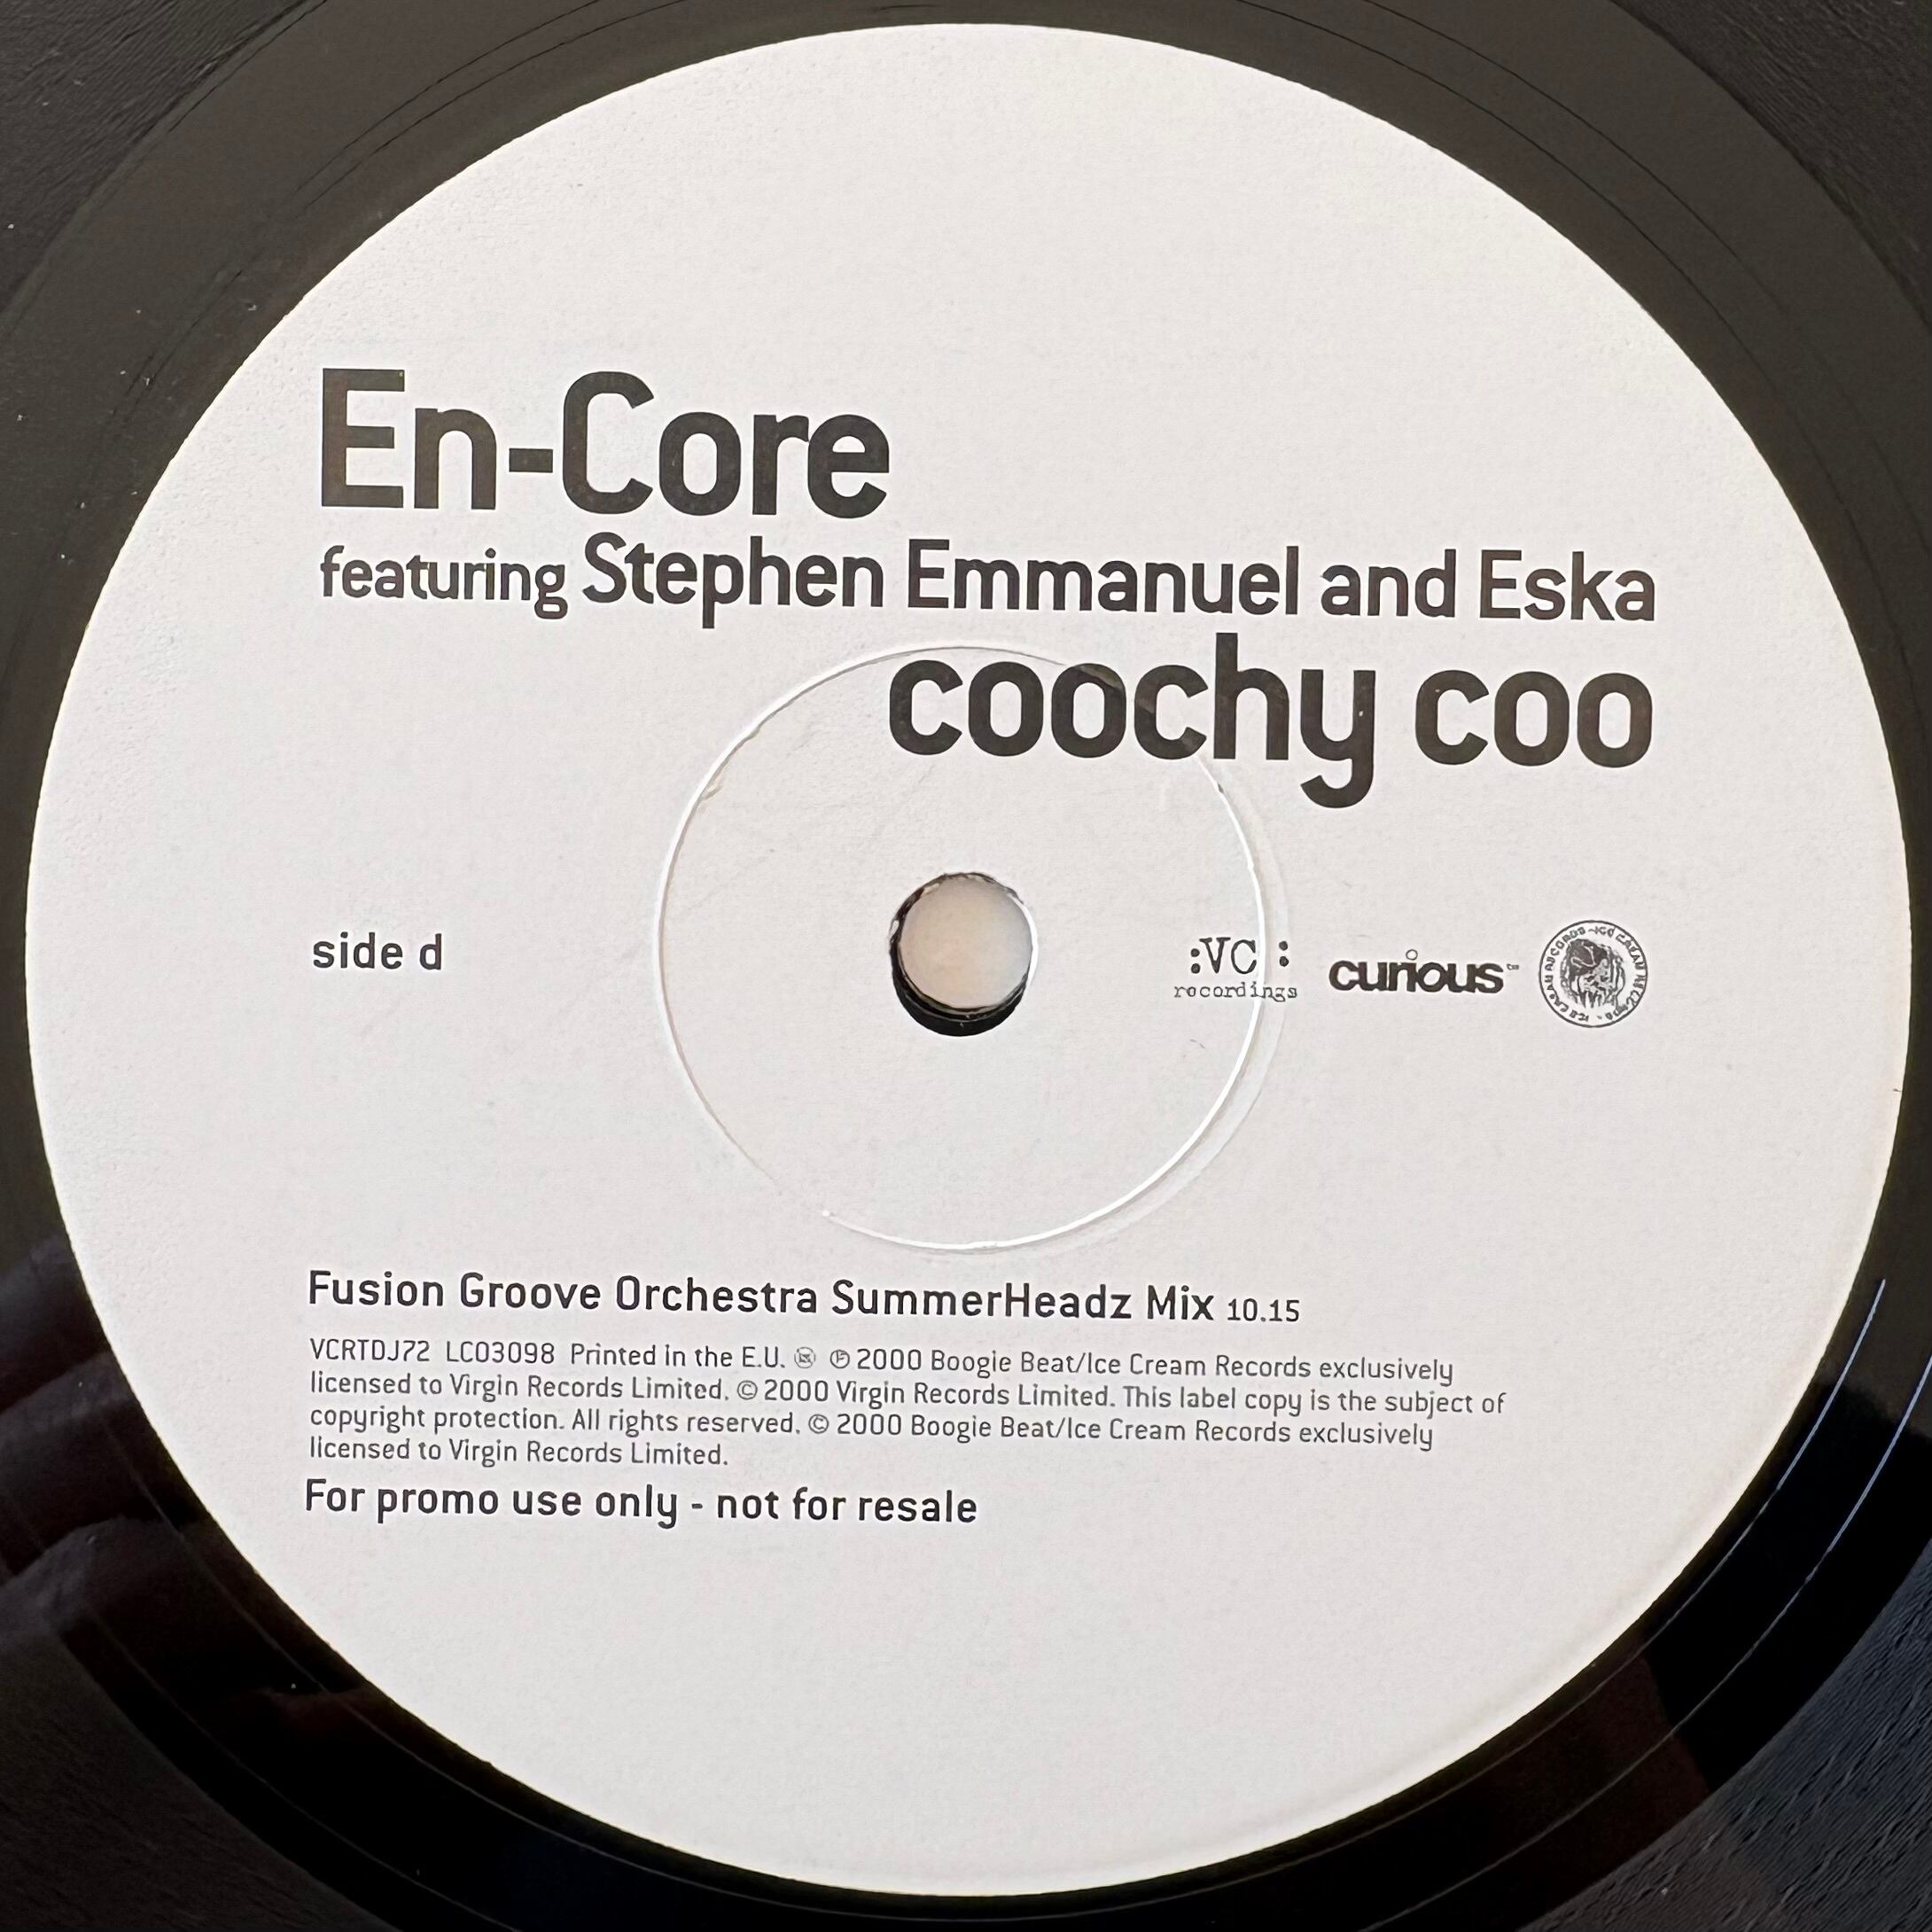 En-Core
featuring Stephen Emmanuel and Eska
coochy coo
side d
:VC :
recordings
curious™
Fusion Groove Orchestra SummerHeadz Mix 10.15
VCRTDJ72 LC03098 Printed in the E.U. ℗ 2000 Boogie Beat/Ice Cream Records exclusively
licensed to Virgin Records Limited. © 2000 Virgin Records Limited. This label copy is the subject of
copyright protection. All rights reserved. © 2000 Boogie Beat/Ice Cream Records exclusively
licensed to Virgin Records Limited.
For promo use only - not for resale